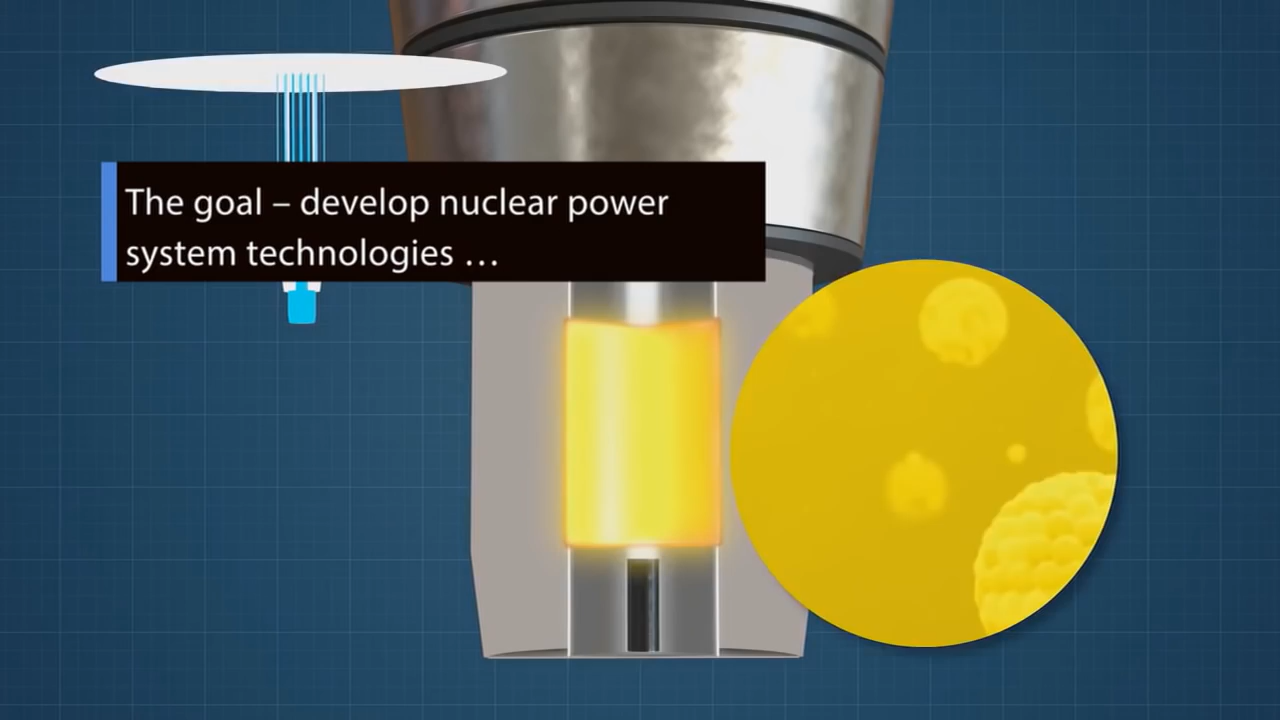 The goal – develop nuclear power
system technologies …